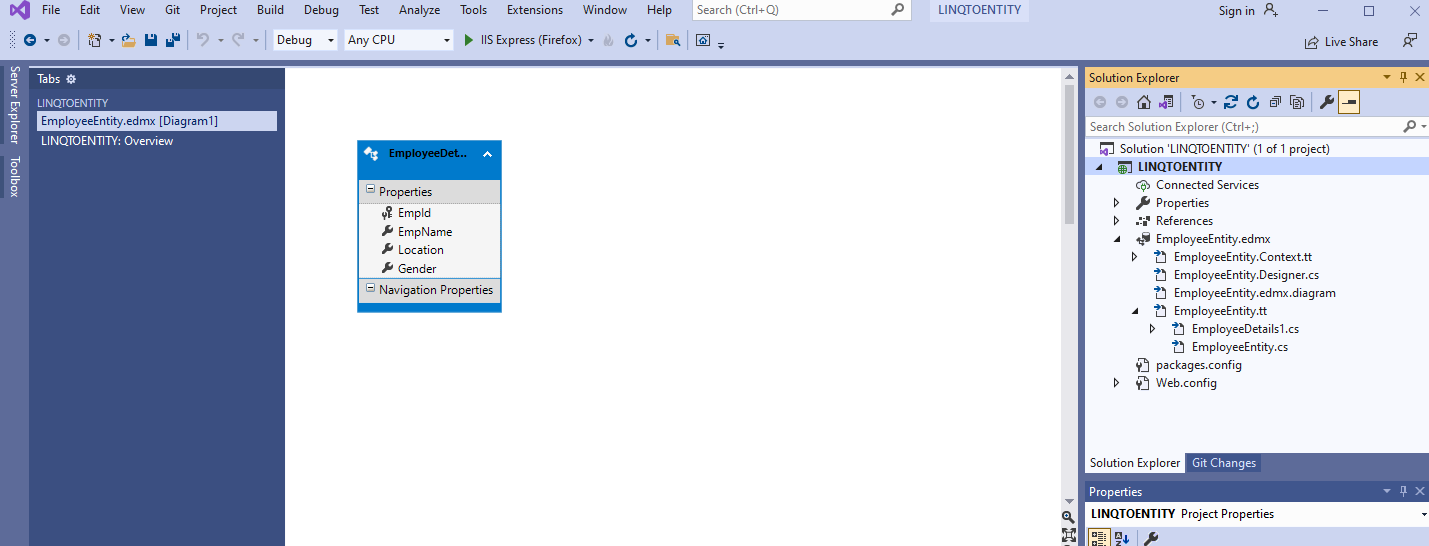 File Edit View Git Project Build Debug Test Analyze Tools Extensions Window Help Search (Ctrl+Q) LINQTOENTITY Sign in
Debug Any CPU IIS Express (Firefox) Live Share
Server Explorer
Toolbox
Tabs
LINQTOENTITY
EmployeeEntity.edmx [Diagram1]
LINQTOENTITY: Overview
EmployeeDet...
Properties
EmpId
EmpName
Location
Gender
Navigation Properties
Solution Explorer
Search Solution Explorer (Ctrl+;)
Solution 'LINQTOENTITY' (1 of 1 project)
LINQTOENTITY
Connected Services
Properties
References
EmployeeEntity.edmx
EmployeeEntity.Context.tt
EmployeeEntity.Designer.cs
EmployeeEntity.edmx.diagram
EmployeeEntity.tt
EmployeeDetails1.cs
EmployeeEntity.cs
packages.config
Web.config
Solution Explorer Git Changes
Properties
LINQTOENTITY Project Properties